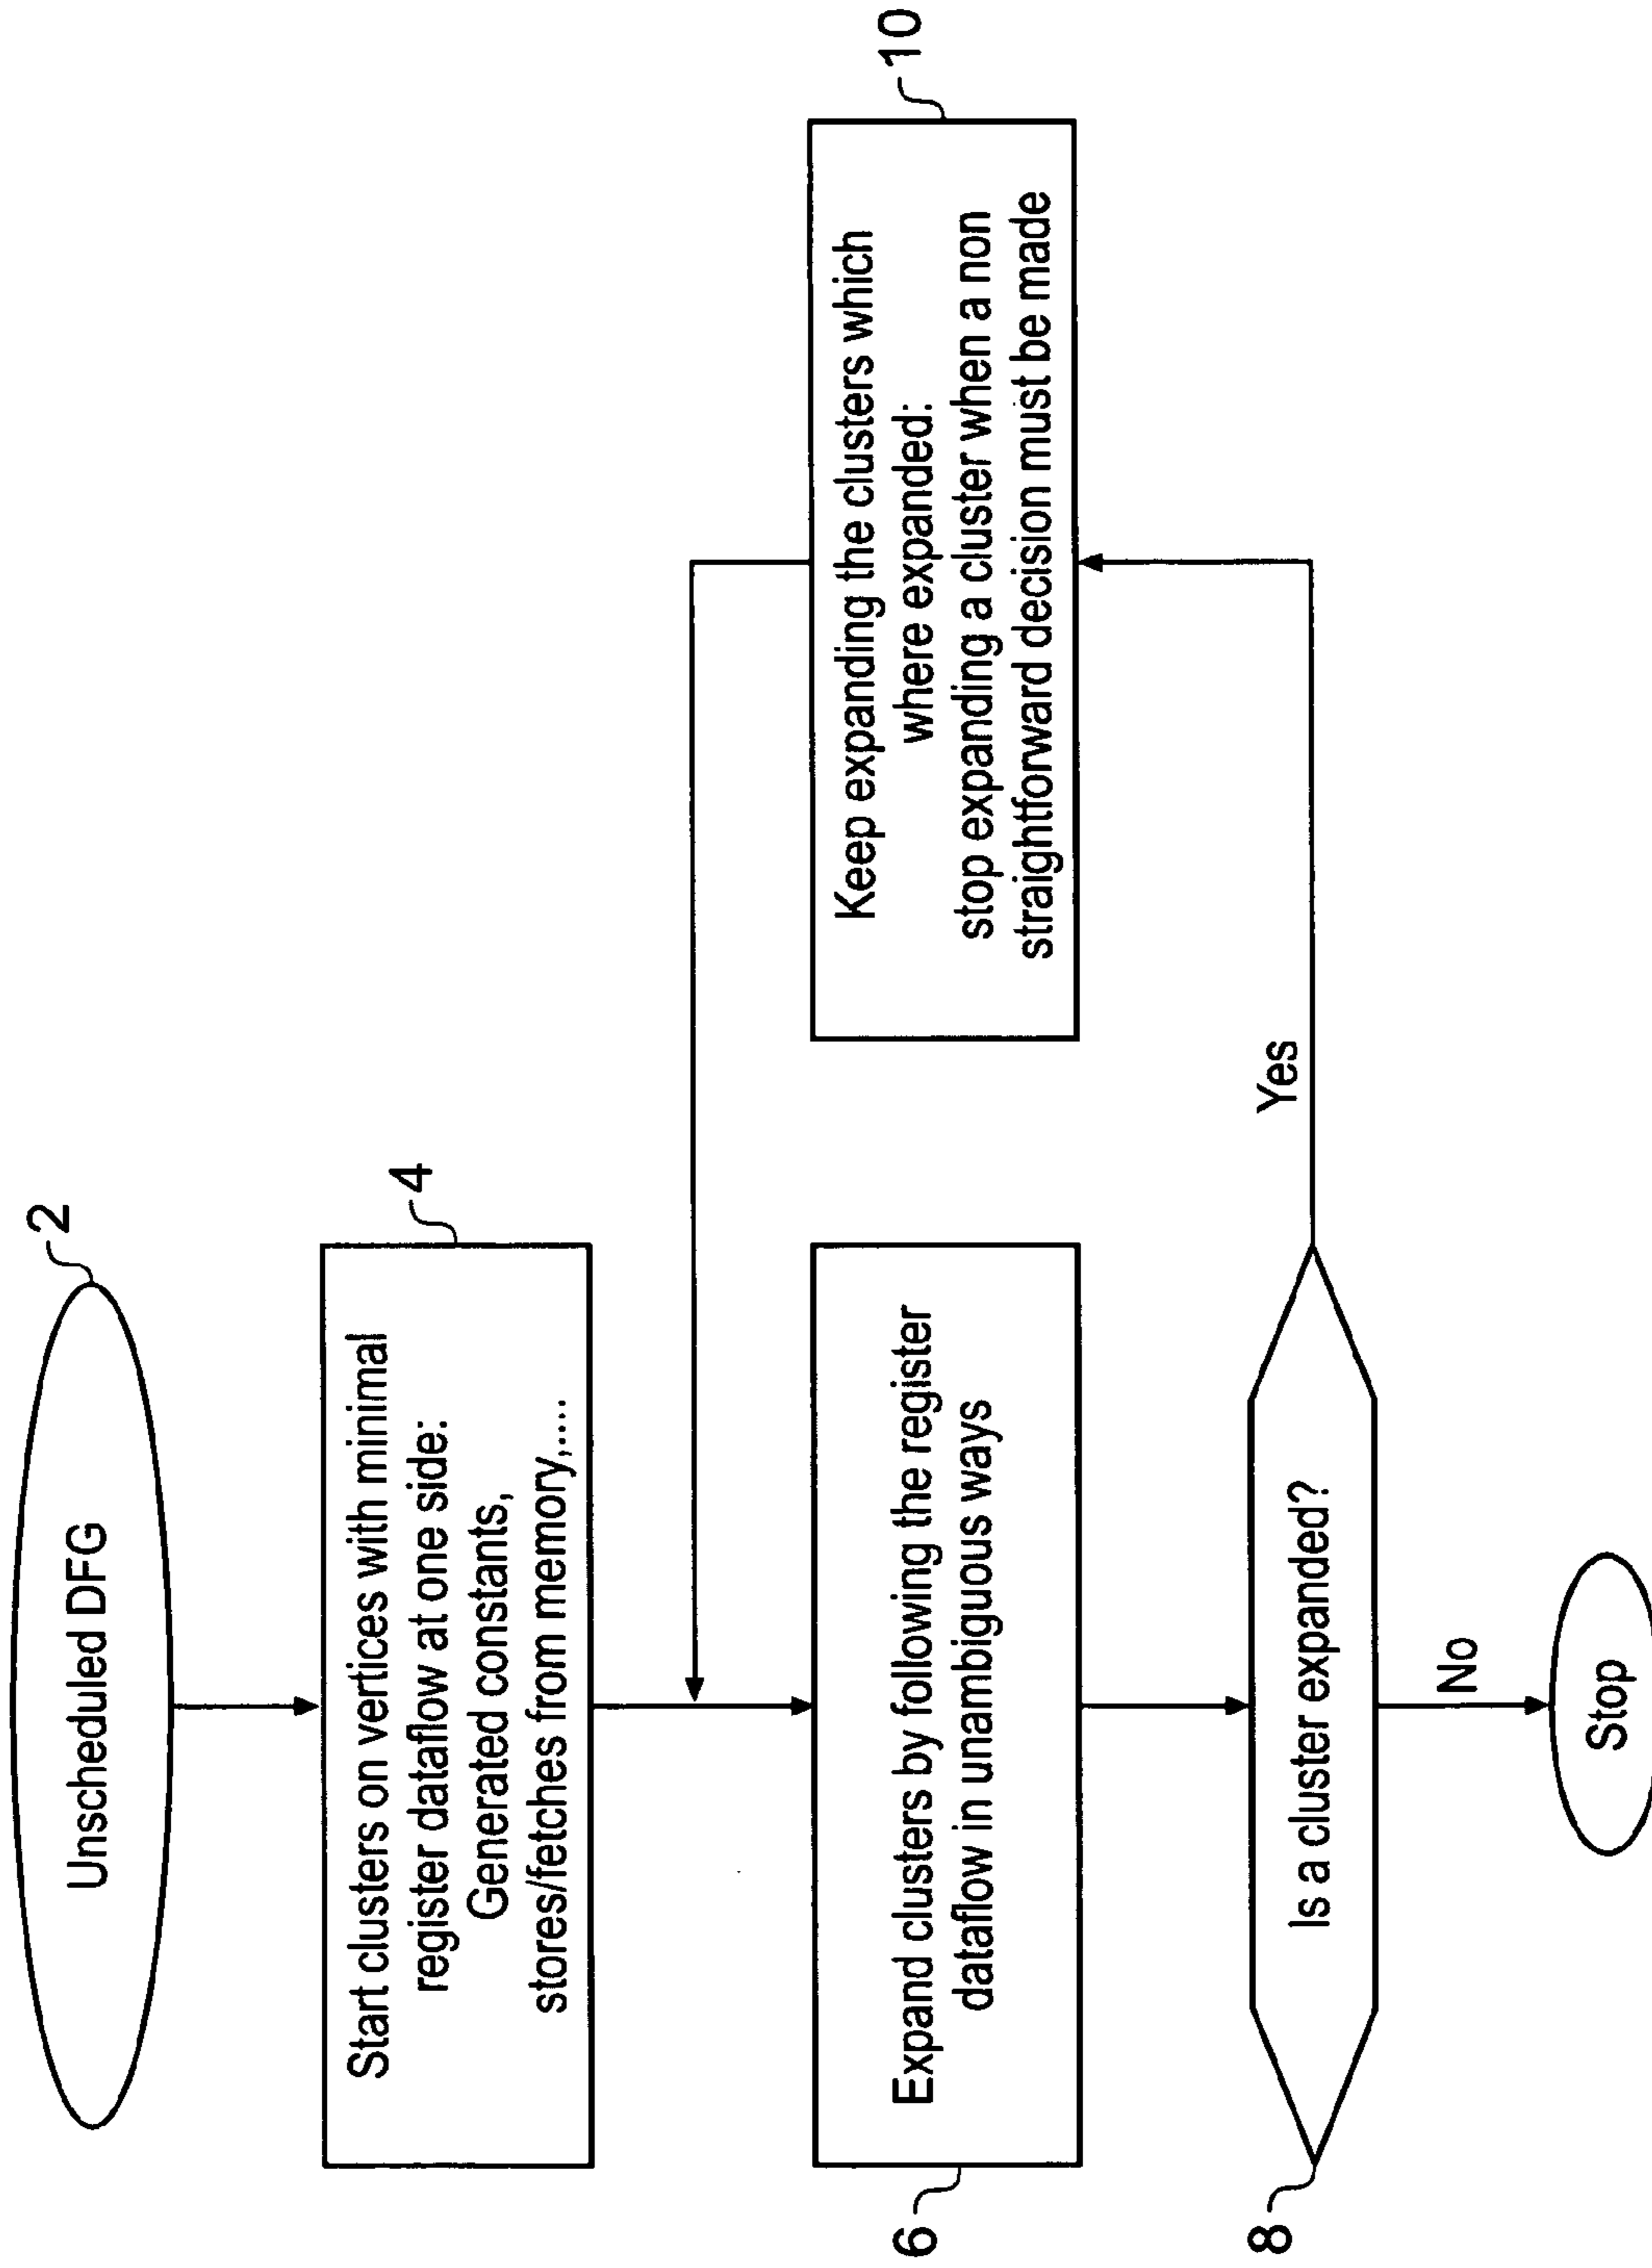 Unscheduled DFG
2
Start clusters on vertices with minimal
register dataflow at one side:
Generated constants,
stores/fetches from memory,....
4
Expand clusters by following the register
dataflow in unambiguous ways
6
Is a cluster expanded?
8
Yes
No
Stop
Keep expanding the clusters which
where expanded:
stop expanding a cluster when a non
straightforward decision must be made
10